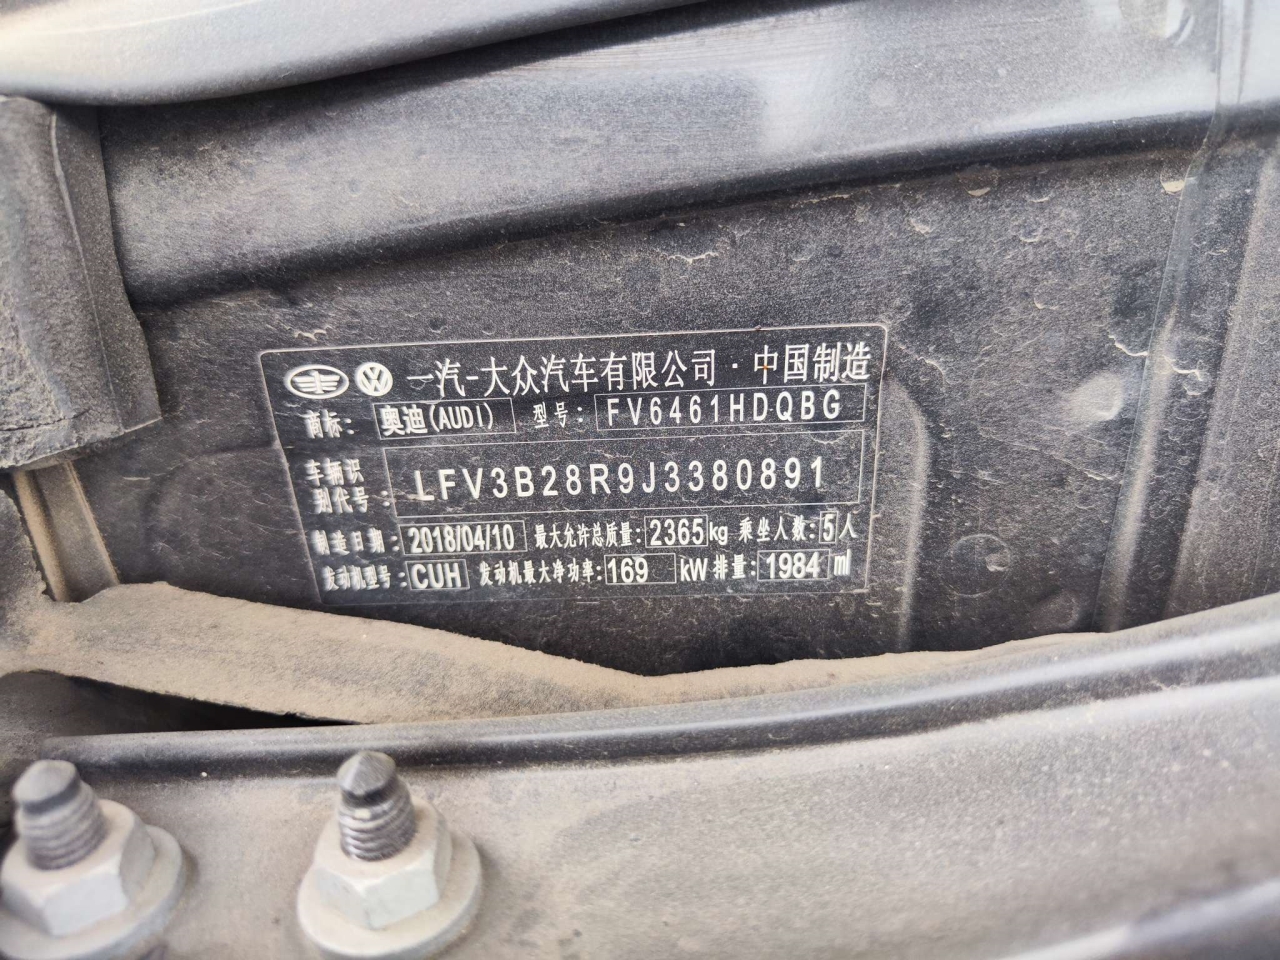 一汽-大众汽车有限公司·中国制造
商标: 奥迪(AUDI) 型号: FV6461HDQBG
车辆识
别代号: LFV3B28R9J3380891
制造日期: 2018/04/10 最大允许总质量: 2365kg 乘坐人数: 5人
发动机型号: CUH 发动机最大净功率: 169 kW 排量: 1984 ml